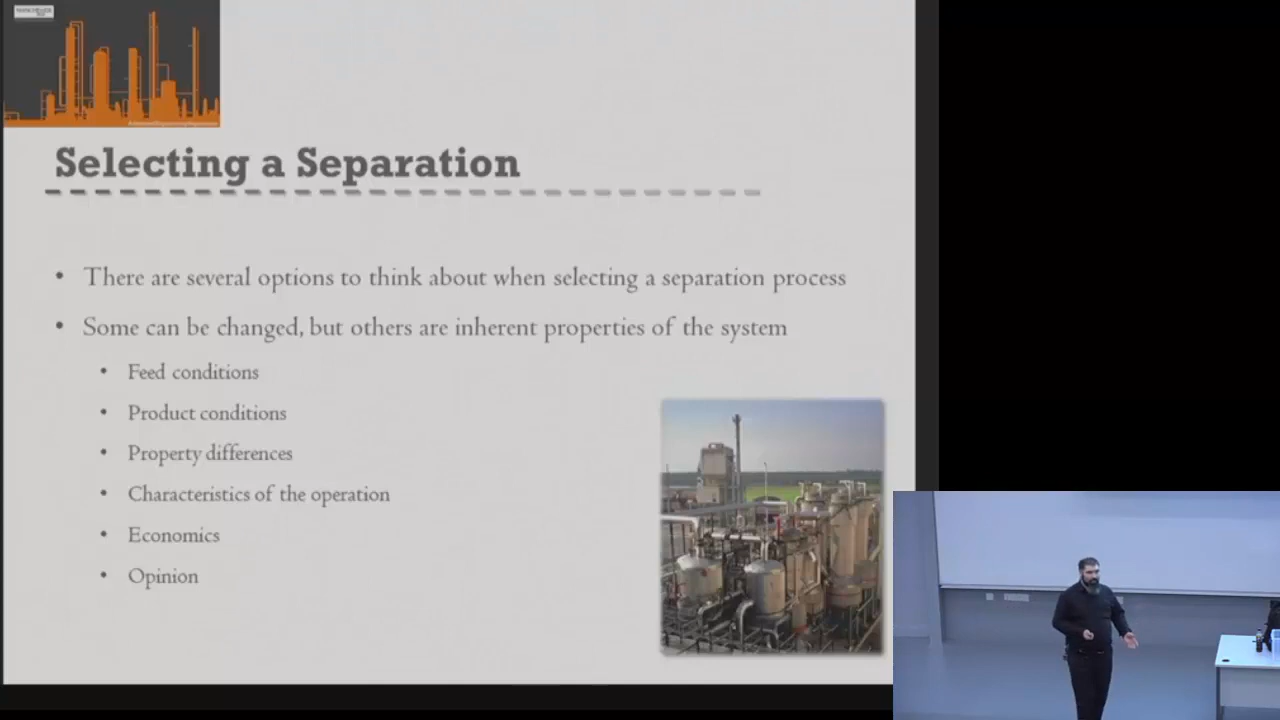 MANCHESTER
Selecting a Separation
• There are several options to think about when selecting a separation process
• Some can be changed, but others are inherent properties of the system
• Feed conditions
• Product conditions
• Property differences
• Characteristics of the operation
• Economics
• Opinion